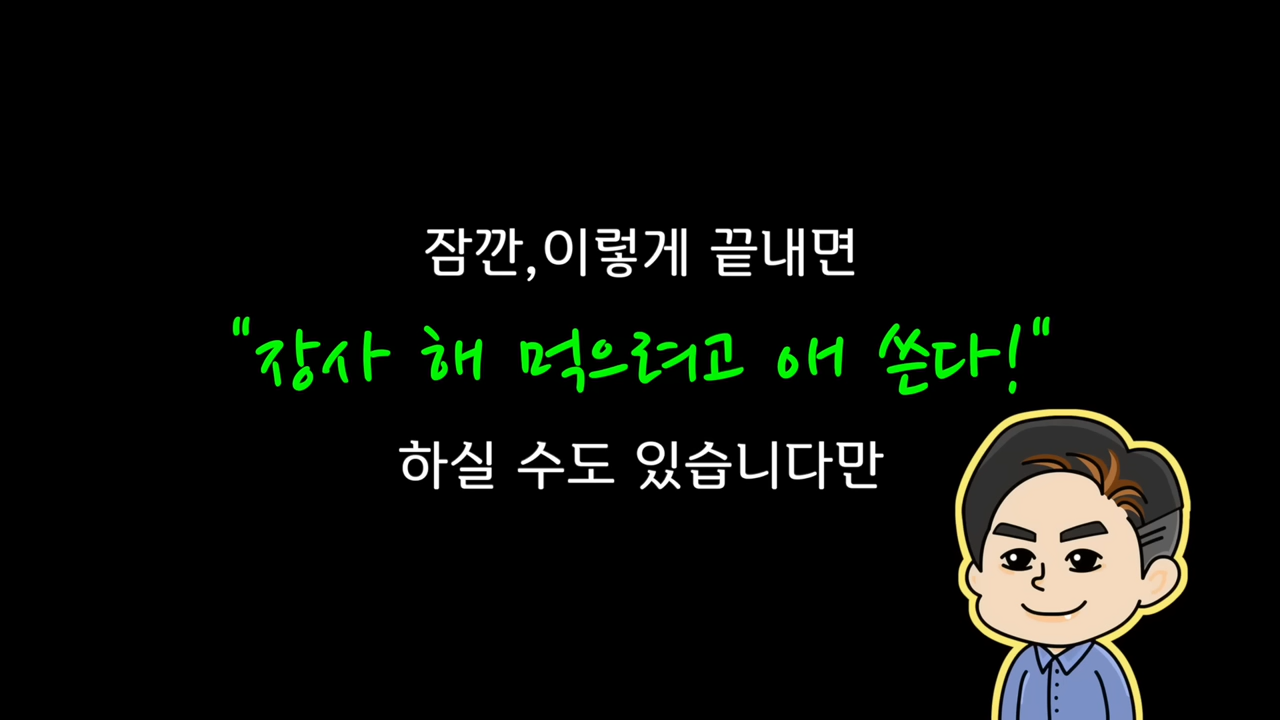 잠깐,이렇게 끝내면
"장사 해 먹으려고 애 쓴다!"
하실 수도 있습니다만